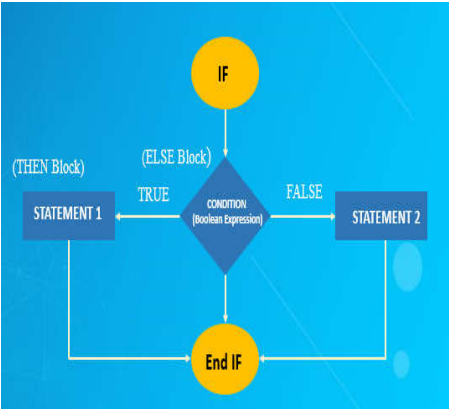 IF
(ELSE Block)
(THEN Block)
TRUE
FALSE
CONDITION
(Boolean Expression)
STATEMENT 1
STATEMENT 2
End IF